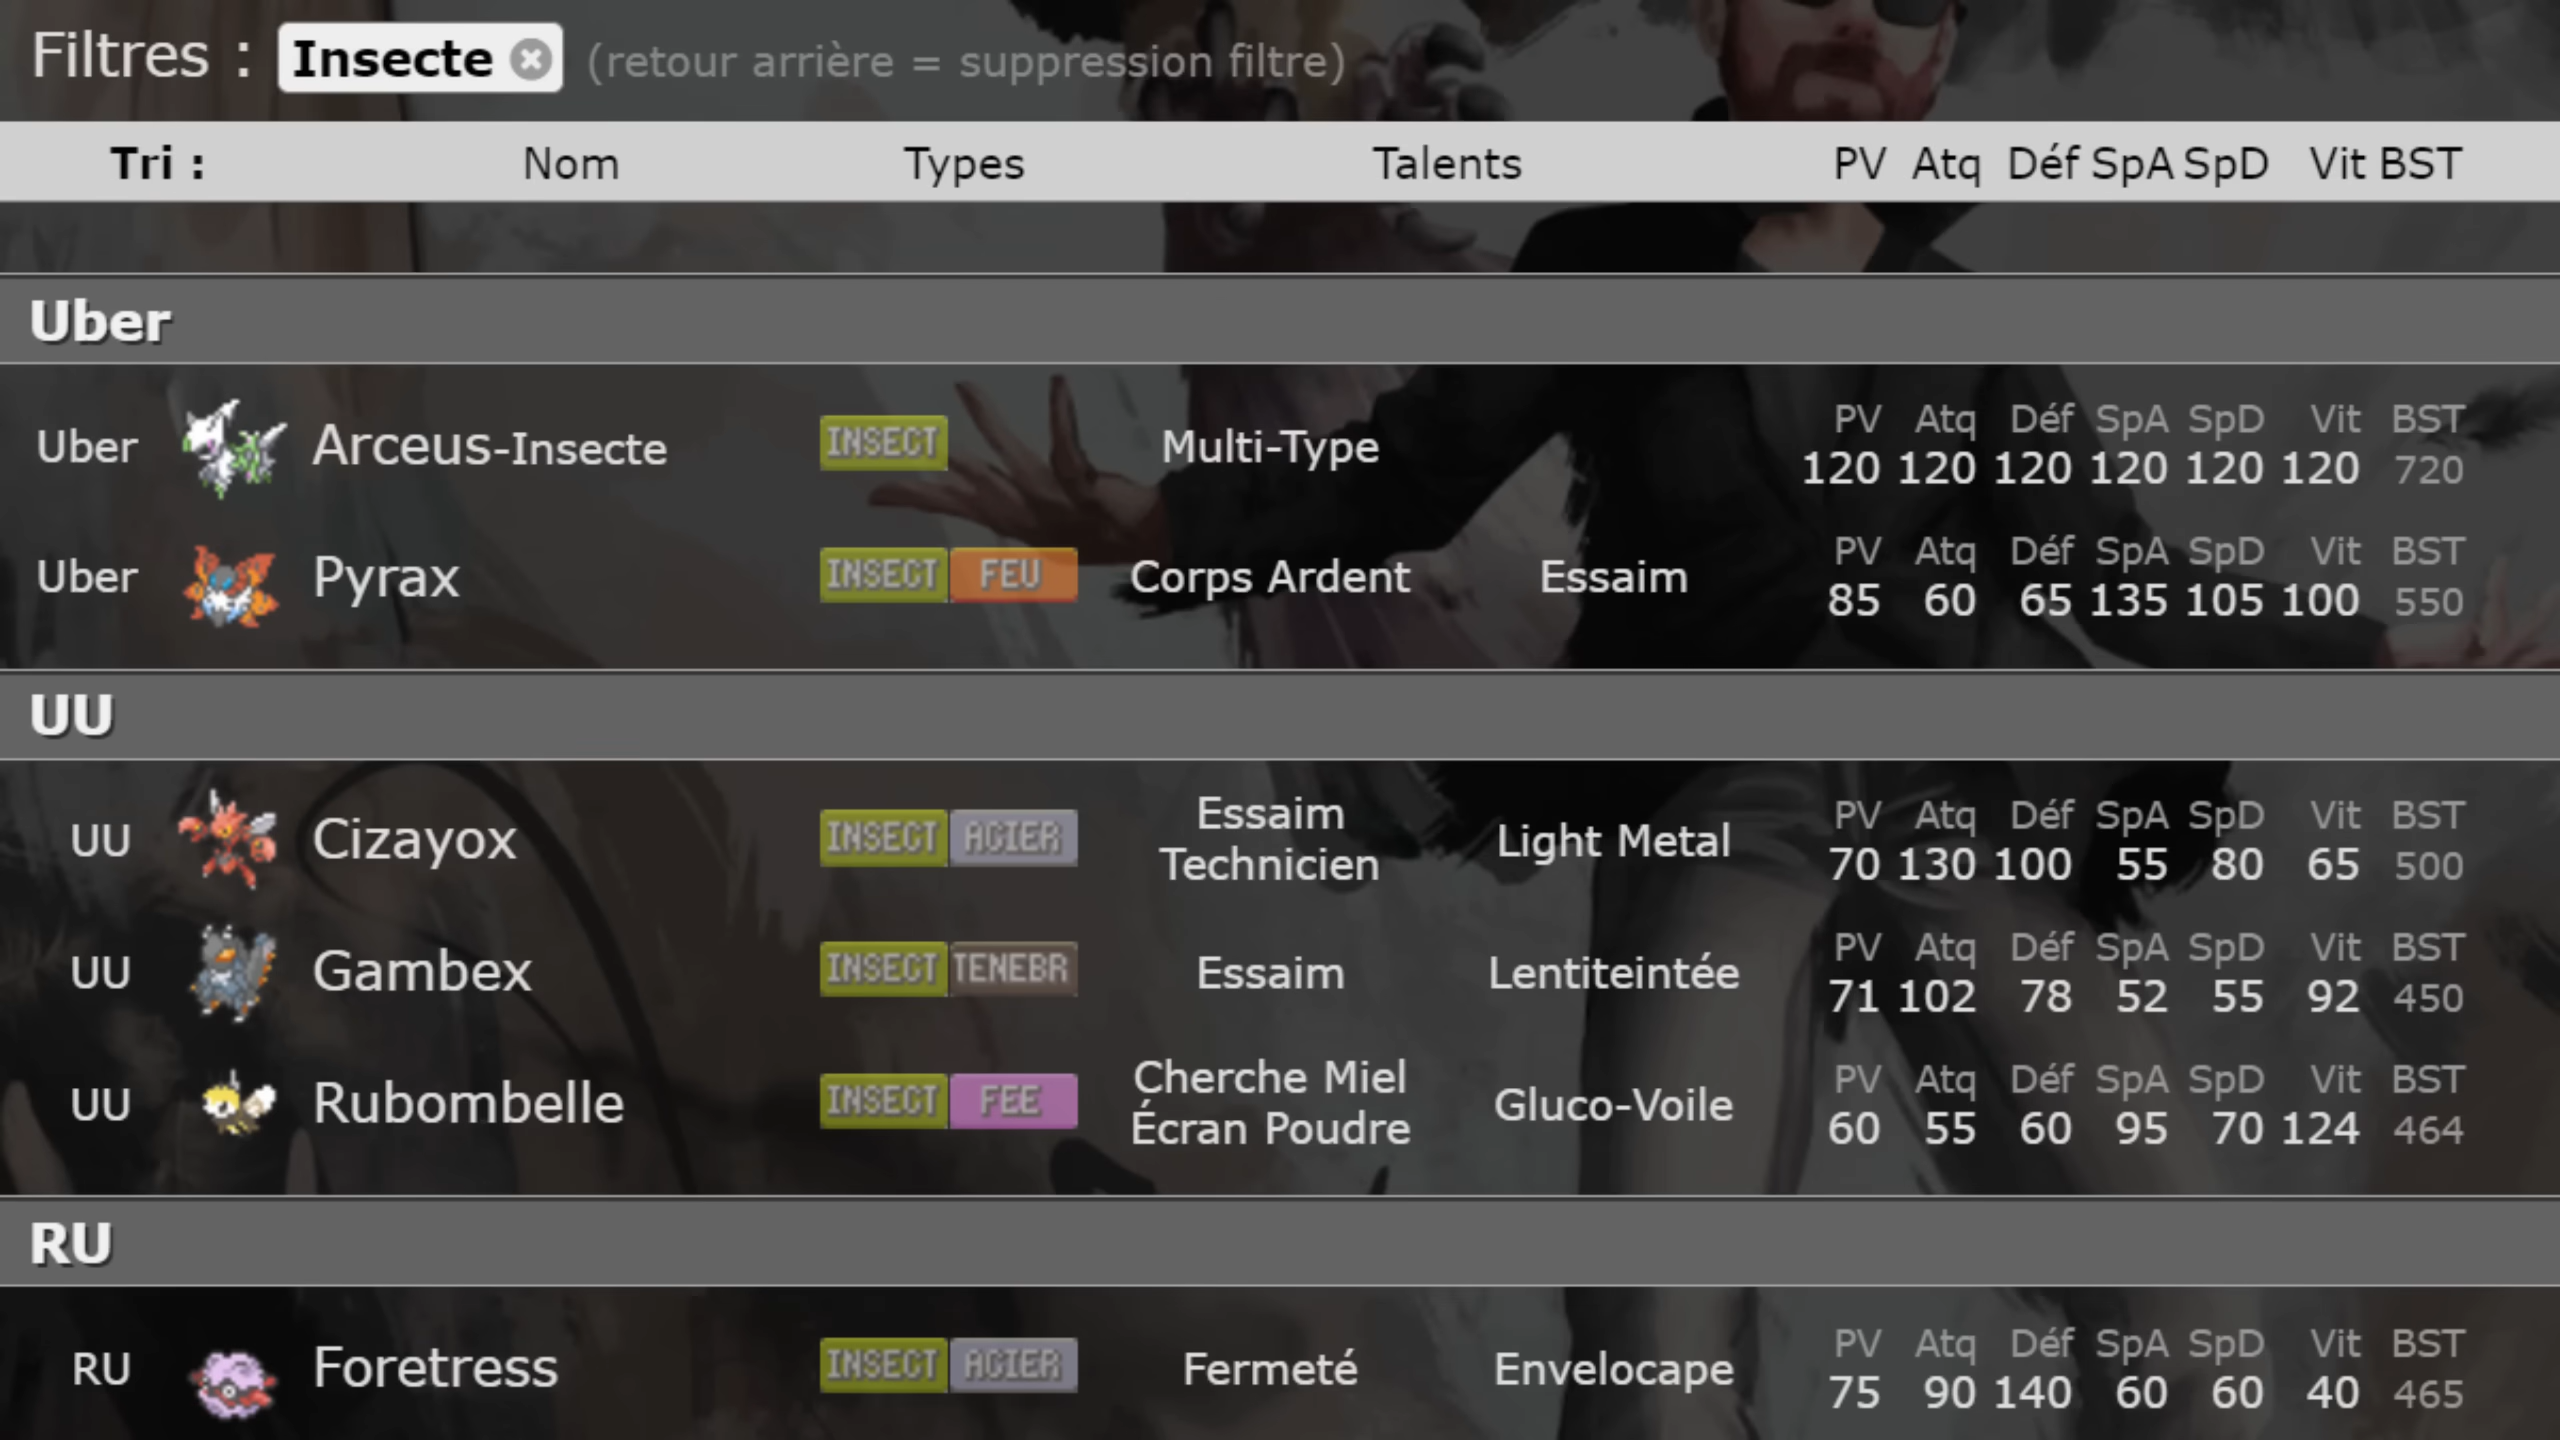 Filtres : Insecte (retour arrière = suppression filtre)
Tri : Nom Types Talents PV Atq Déf SpA SpD Vit BST
Uber
Uber Arceus-Insecte INSECT Multi-Type PV Atq Déf SpA SpD Vit BST
120 120 120 120 120 120 720
Uber Pyrax INSECT FEU Corps Ardent Essaim PV Atq Déf SpA SpD Vit BST
85 60 65 135 105 100 550
UU
UU Cizayox INSECT ACIER Essaim Technicien Light Metal PV Atq Déf SpA SpD Vit BST
70 130 100 55 80 65 500
UU Gambex INSECT TENEBR Essaim Lentiteintée PV Atq Déf SpA SpD Vit BST
71 102 78 52 55 92 450
UU Rubombelle INSECT FEE Cherche Miel Écran Poudre Gluco-Voile PV Atq Déf SpA SpD Vit BST
60 55 60 95 70 124 464
RU
RU Foretress INSECT ACIER Fermeté Envelocape PV Atq Déf SpA SpD Vit BST
75 90 140 60 60 40 465